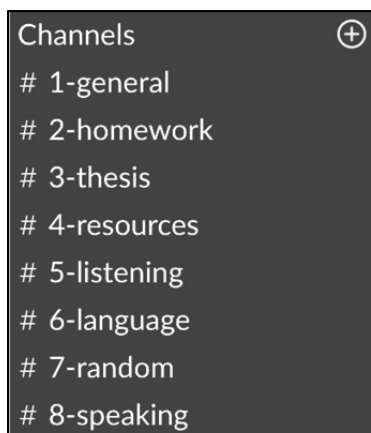 Channels
# 1-general
# 2-homework
# 3-thesis
# 4-resources
# 5-listening
# 6-language
# 7-random
# 8-speaking